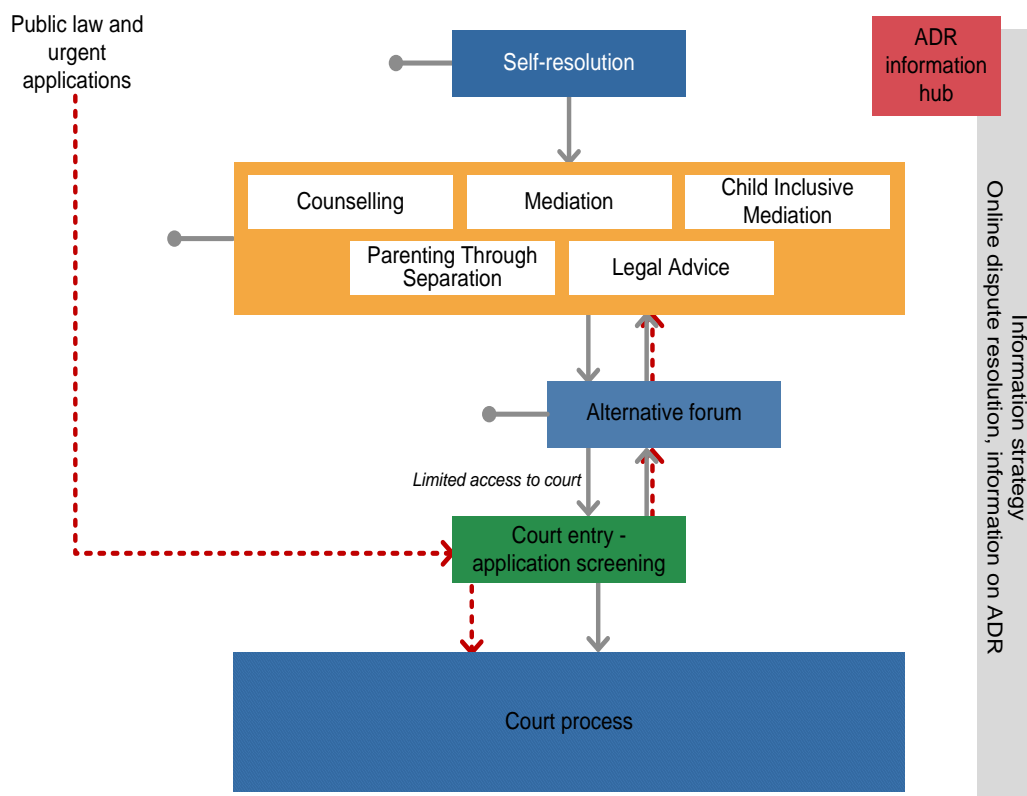 Public law and
urgent
applications
Self-resolution
ADR
information
hub
Counselling
Mediation
Child Inclusive
Mediation
Parenting Through
Separation
Legal Advice
Alternative forum
Limited access to court
Court entry -
application screening
Court process
Information strategy
Online dispute resolution, information on ADR